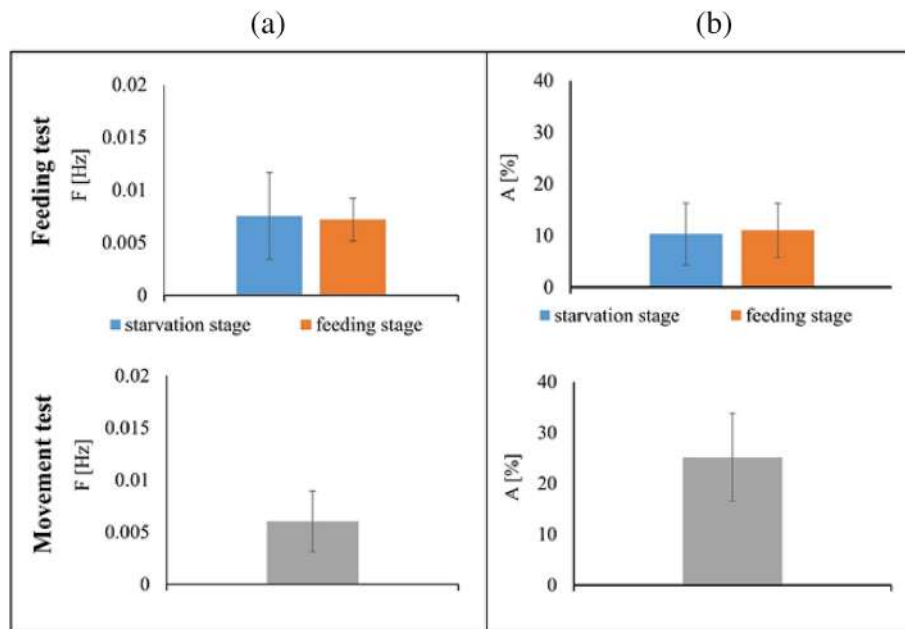 (a)
(b)
Feeding test
F [Hz]
0.02
0.015
0.01
0.005
0
starvation stage
feeding stage
A [%]
40
30
20
10
0
starvation stage
feeding stage
Movement test
F [Hz]
0.02
0.015
0.01
0.005
0
A [%]
40
30
20
10
0